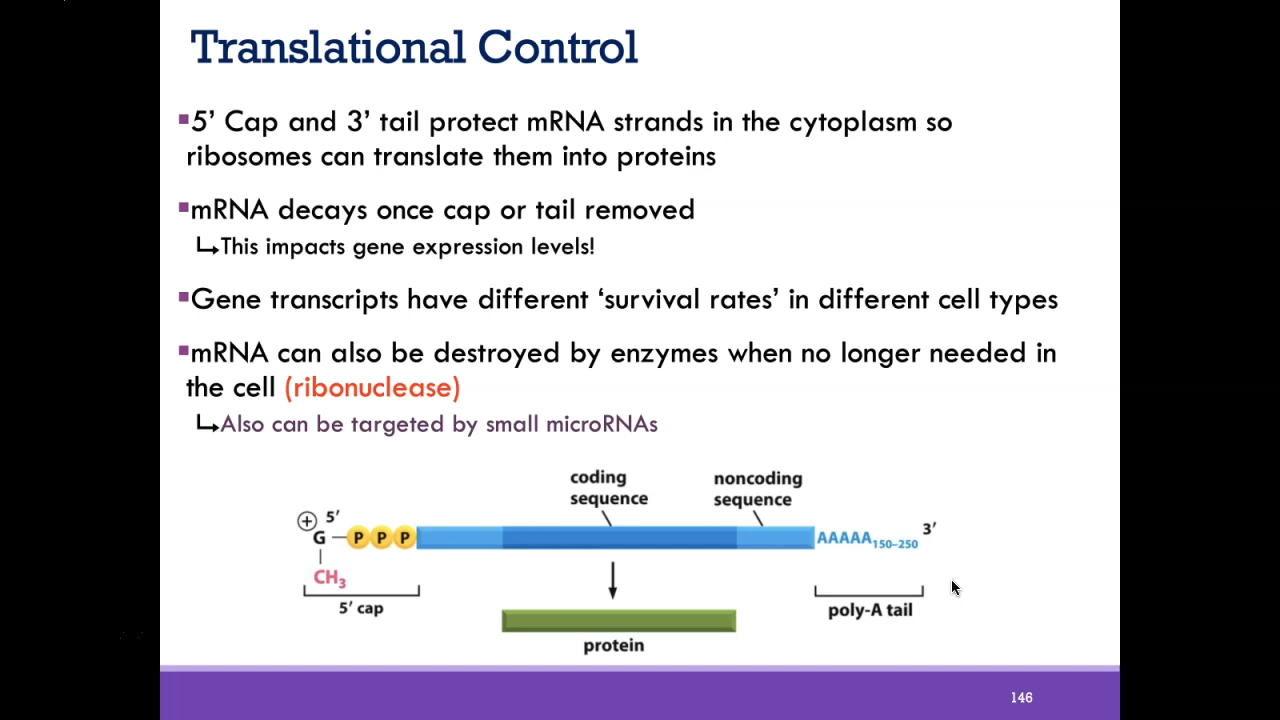 Translational Control
▪5’ Cap and 3’ tail protect mRNA strands in the cytoplasm so
ribosomes can translate them into proteins
▪mRNA decays once cap or tail removed
↳This impacts gene expression levels!
▪Gene transcripts have different ‘survival rates’ in different cell types
▪mRNA can also be destroyed by enzymes when no longer needed in
the cell (ribonuclease)
↳Also can be targeted by small microRNAs
coding
sequence
noncoding
sequence
+ 5′
G P P P
AAAAA150–250 3′
CH3
5′ cap
poly-A tail
protein
146